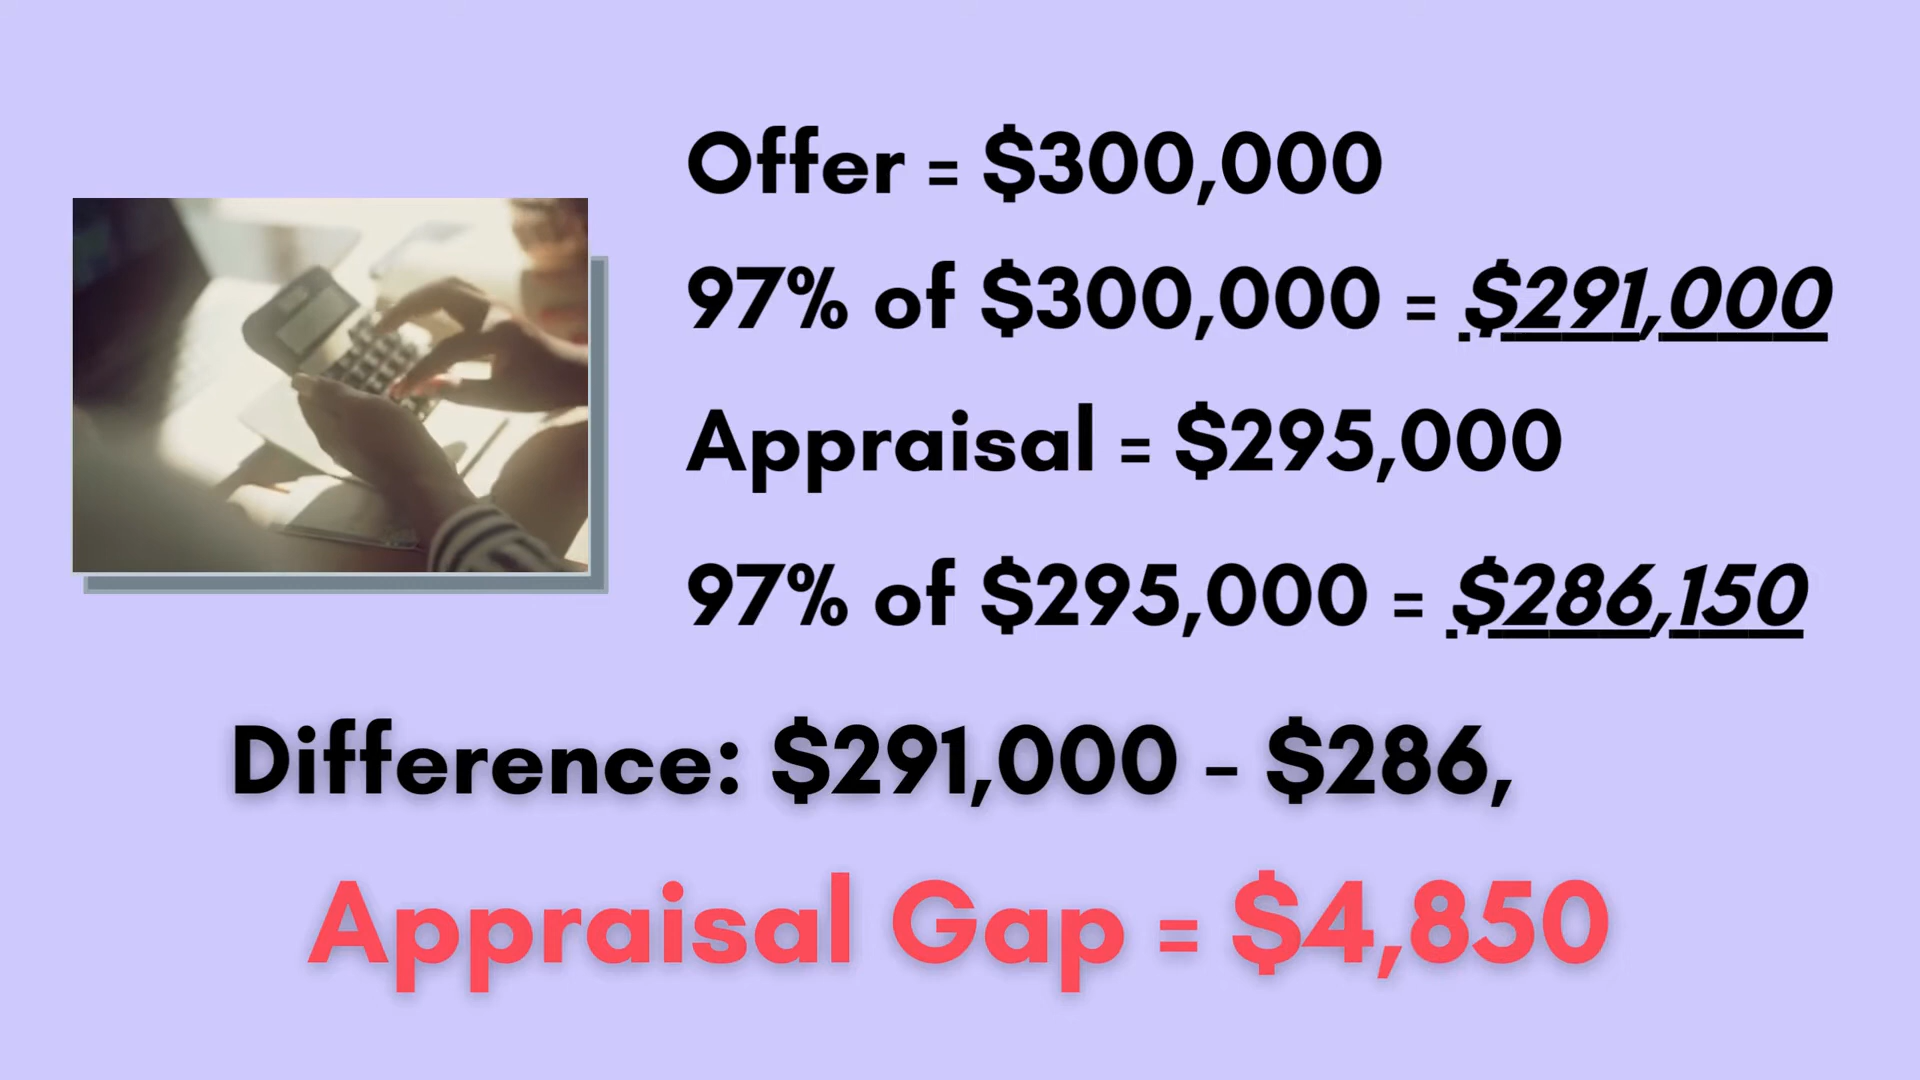 Offer = $300,000
97% of $300,000 = $291,000
Appraisal = $295,000
97% of $295,000 = $286,150
Difference: $291,000 - $286,
Appraisal Gap = $4,850